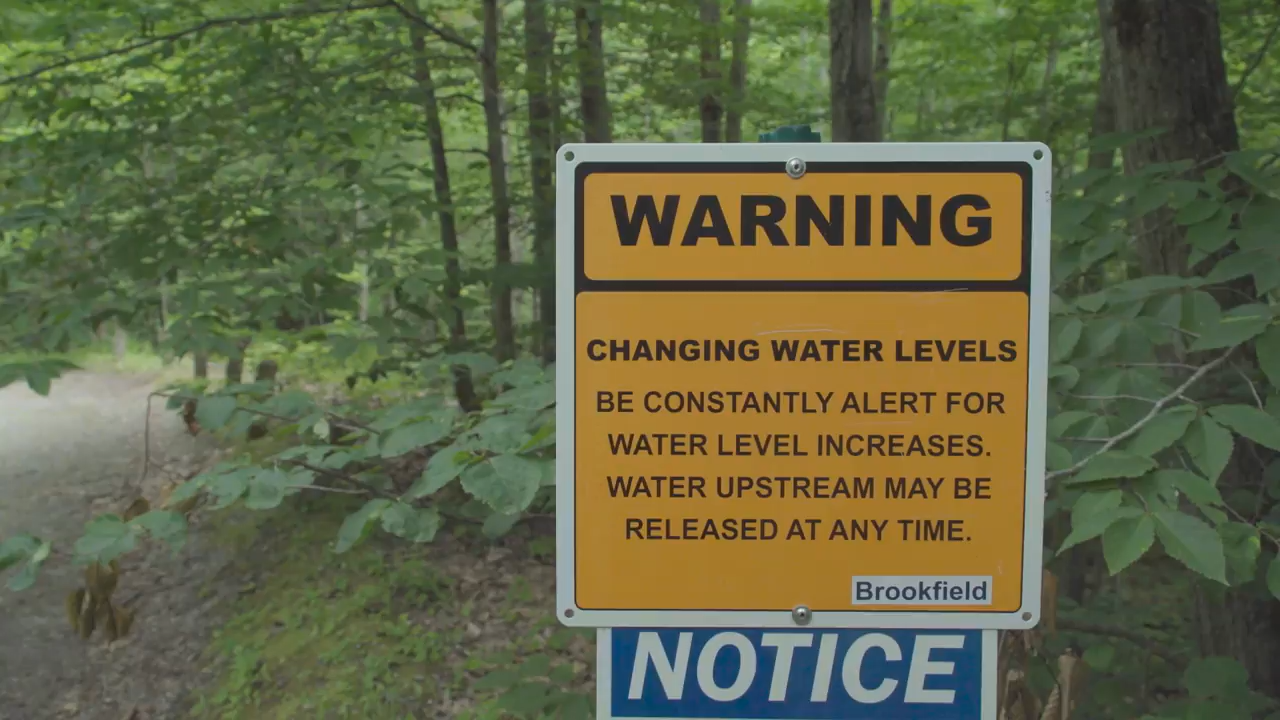 WARNING
CHANGING WATER LEVELS
BE CONSTANTLY ALERT FOR
WATER LEVEL INCREASES.
WATER UPSTREAM MAY BE
RELEASED AT ANY TIME.
Brookfield
NOTICE